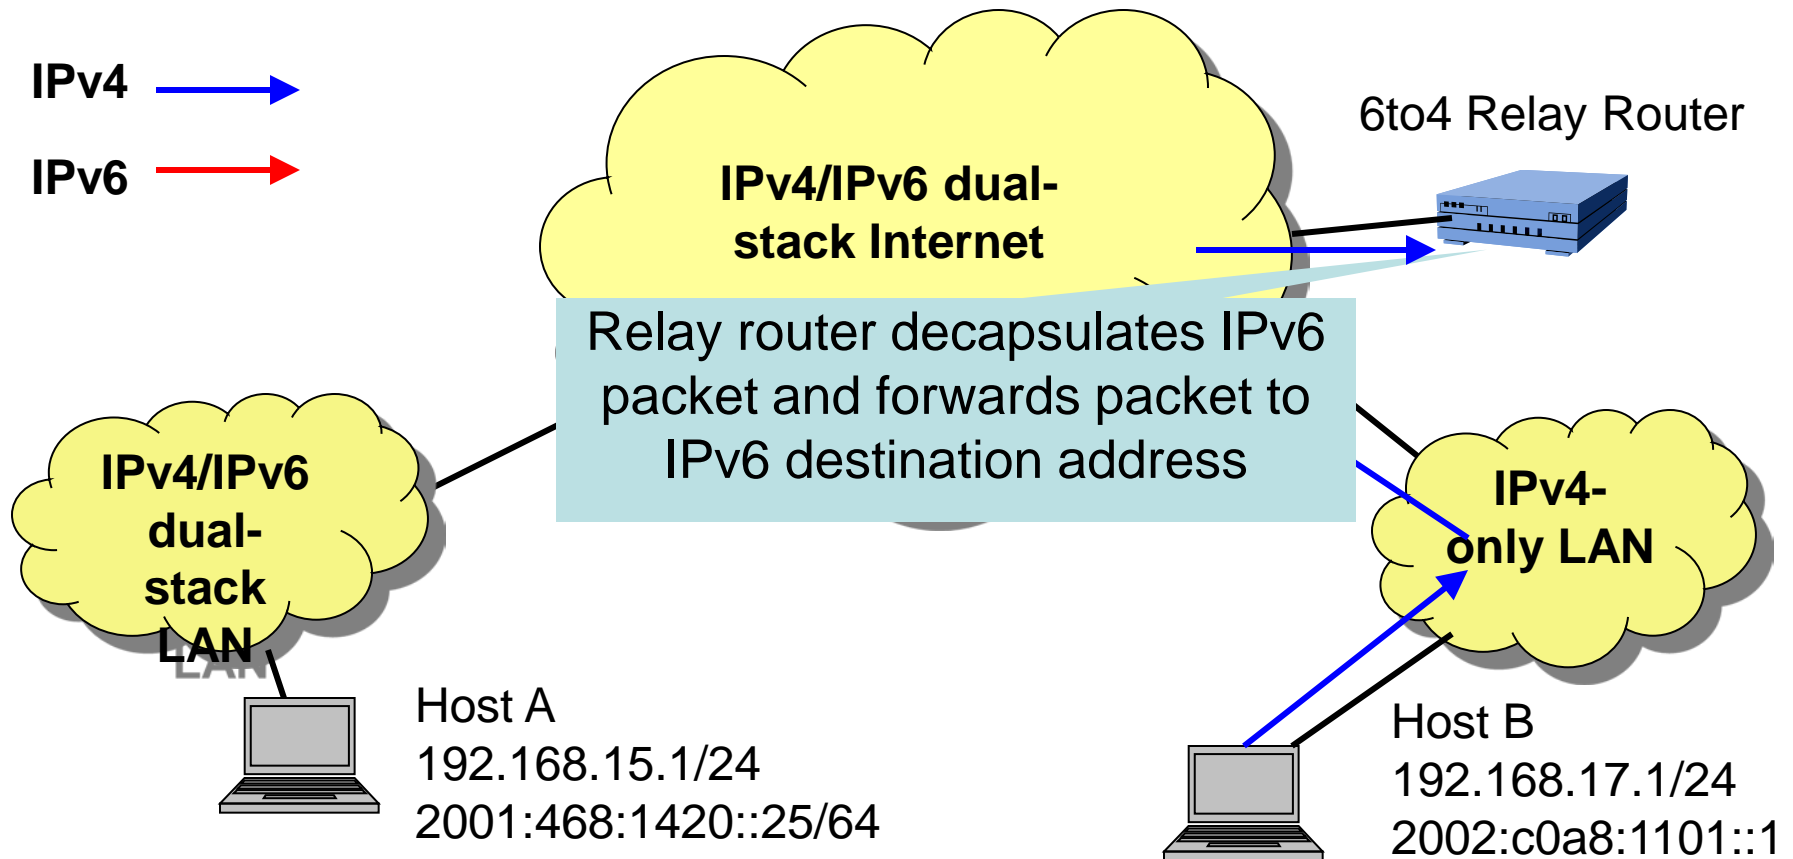 IPv4
IPv6
6to4 Relay Router
IPv4/IPv6 dual-
stack Internet
Relay router decapsulates IPv6
packet and forwards packet to
IPv6 destination address
IPv4/IPv6
dual-
stack
LAN
IPv4-
only LAN
Host A
192.168.15.1/24
2001:468:1420::25/64
Host B
192.168.17.1/24
2002:c0a8:1101::1